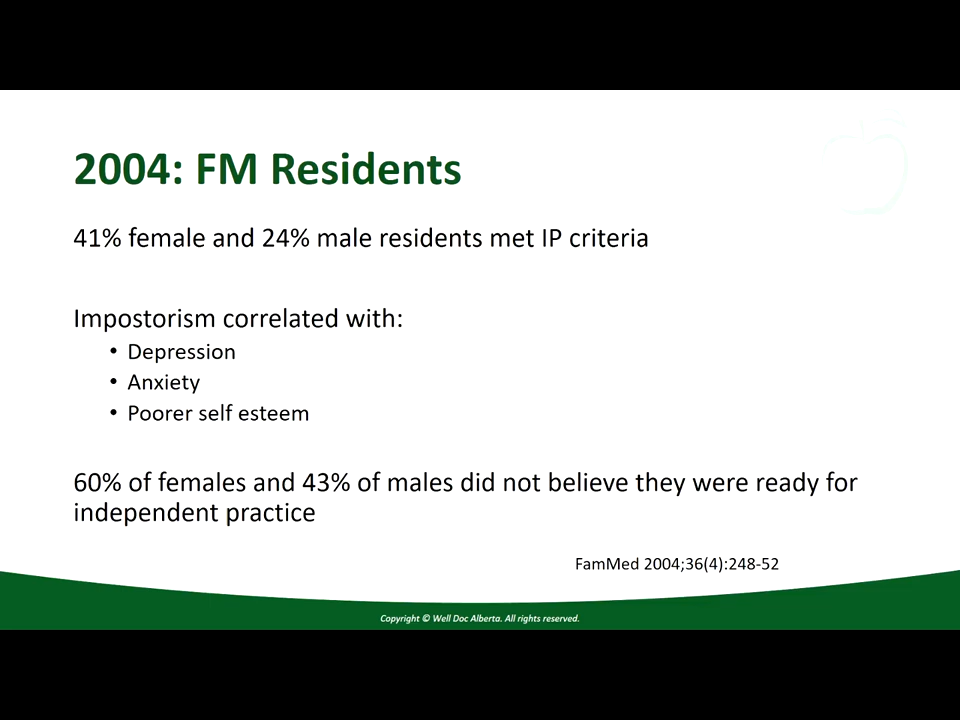 2004: FM Residents
41% female and 24% male residents met IP criteria
Impostorism correlated with:
• Depression
• Anxiety
• Poorer self esteem
60% of females and 43% of males did not believe they were ready for
independent practice
FamMed 2004;36(4):248-52
Copyright © Well Doc Alberta. All rights reserved.